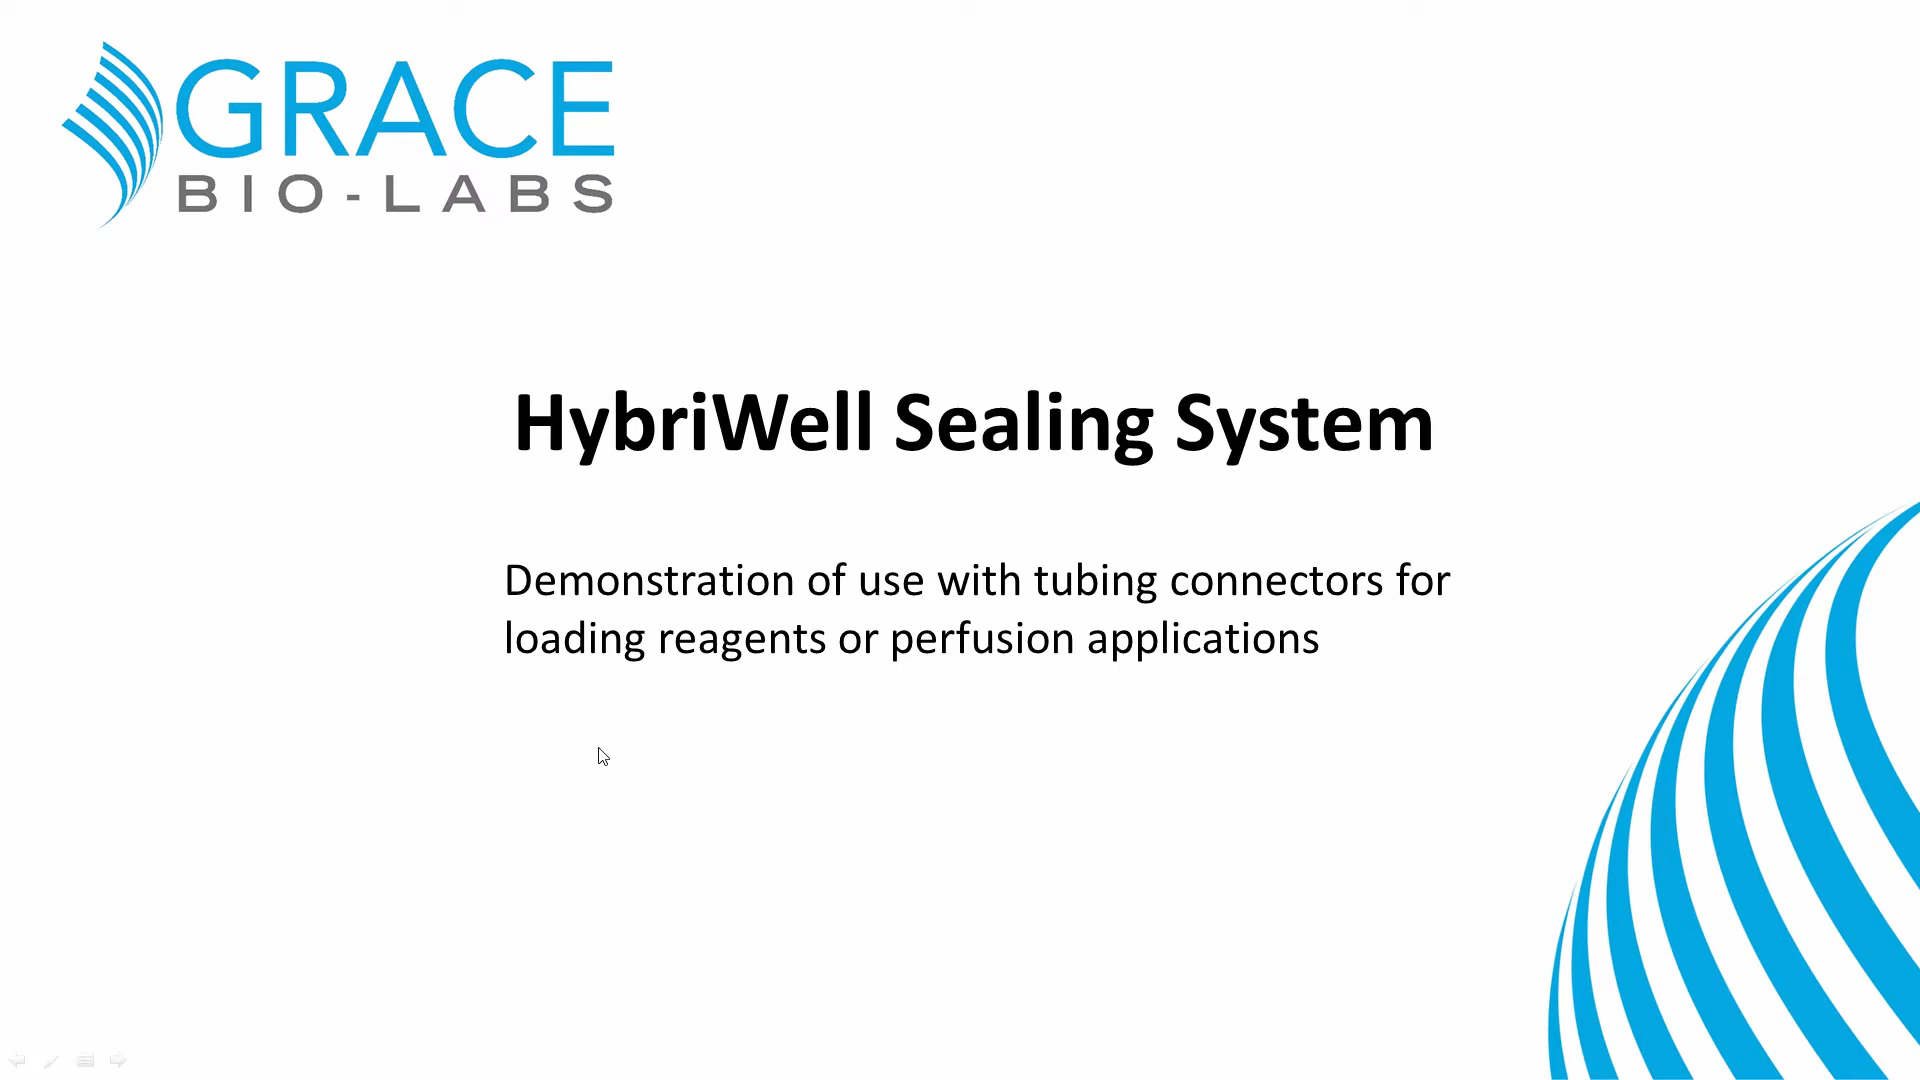 GRACE
BIO-LABS
HybriWell Sealing System
Demonstration of use with tubing connectors for
loading reagents or perfusion applications